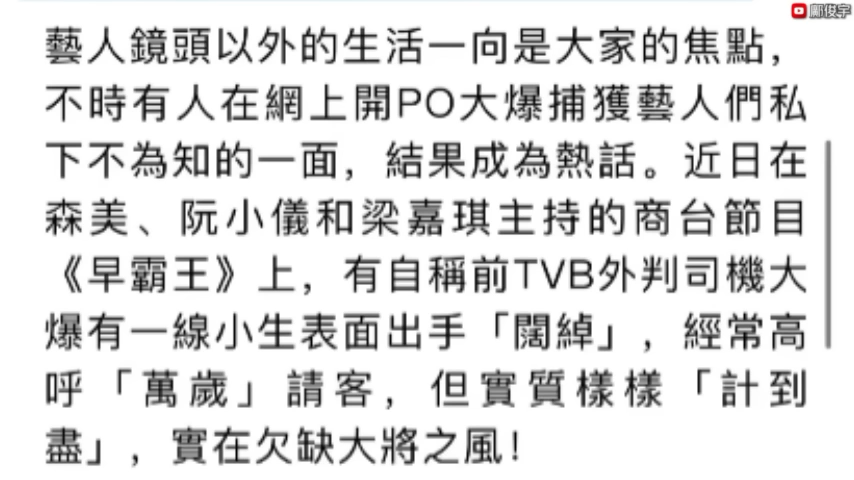 鄺俊宇
藝人鏡頭以外的生活一向是大家的焦點，
不時有人在網上開PO大爆捕獲藝人們私
下不為知的一面，結果成為熱話。近日在
森美、阮小儀和梁嘉琪主持的商台節目
《早霸王》上，有自稱前TVB外判司機大
爆有一線小生表面出手「闊綽」，經常高
呼「萬歲」請客，但實質樣樣「計到
盡」，實在欠缺大將之風！